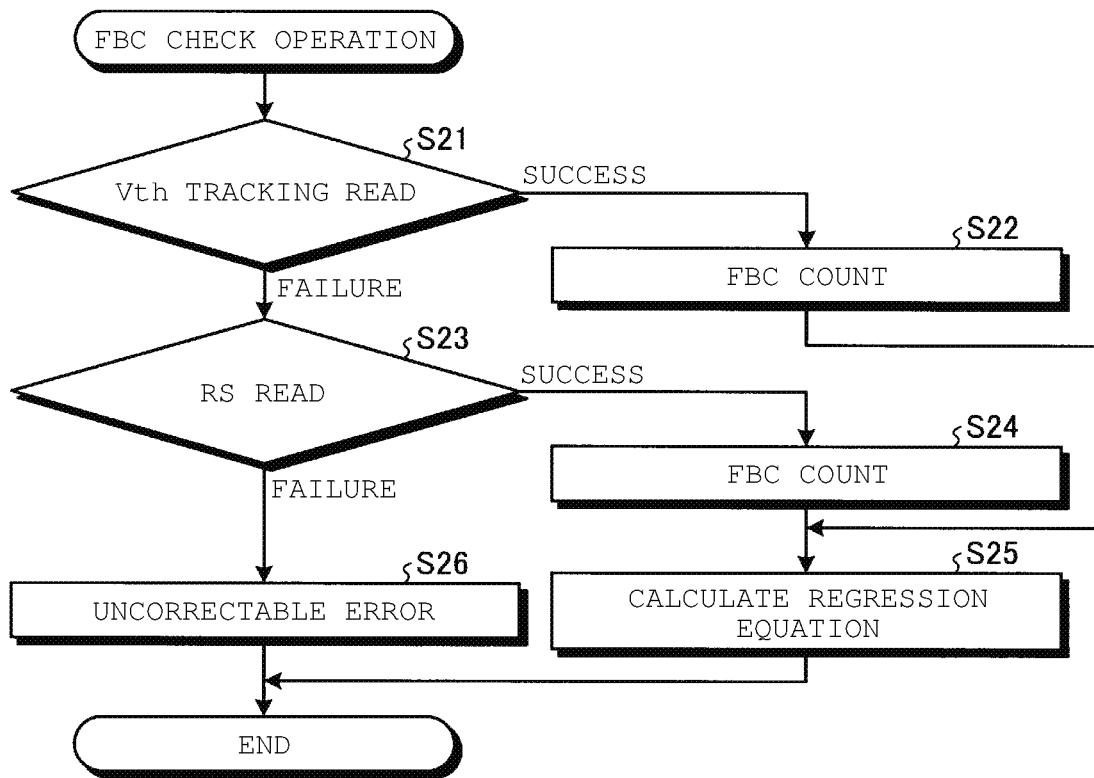 FBC CHECK OPERATION
S21
Vth TRACKING READ
SUCCESS
S22
FBC COUNT
FAILURE
S23
RS READ
SUCCESS
S24
FBC COUNT
FAILURE
S26
UNCORRECTABLE ERROR
S25
CALCULATE REGRESSION
EQUATION
END